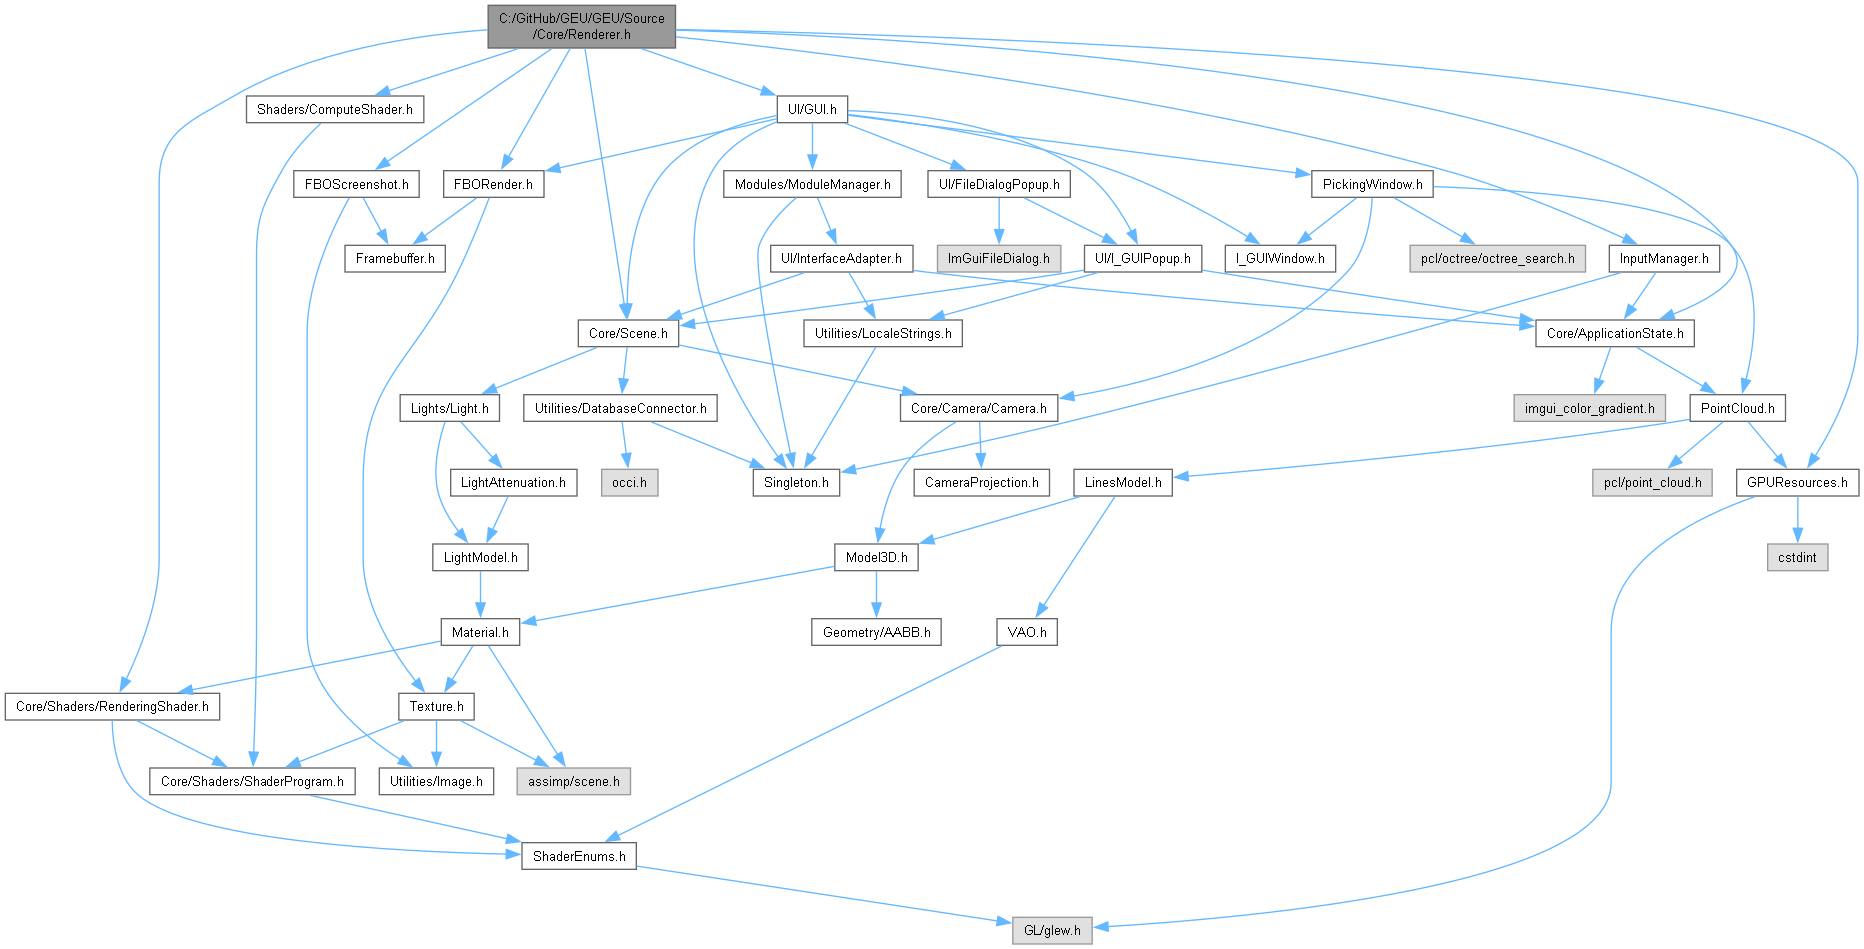 C:/GitHub/GEU/GEU/Source
/Core/Renderer.h
Shaders/ComputeShader.h
UI/GUI.h
FBOScreenshot.h
FBORender.h
Modules/ModuleManager.h
UI/FileDialogPopup.h
PickingWindow.h
Framebuffer.h
UI/InterfaceAdapter.h
ImGuiFileDialog.h
UI/I_GUIPopup.h
I_GUIWindow.h
pcl/octree/octree_search.h
InputManager.h
Core/Scene.h
Utilities/LocaleStrings.h
Core/ApplicationState.h
Lights/Light.h
Utilities/DatabaseConnector.h
Core/Camera/Camera.h
imgui_color_gradient.h
PointCloud.h
LightAttenuation.h
occi.h
Singleton.h
CameraProjection.h
LinesModel.h
pcl/point_cloud.h
GPUResources.h
LightModel.h
Model3D.h
cstdint
Material.h
Geometry/AABB.h
VAO.h
Core/Shaders/RenderingShader.h
Texture.h
Core/Shaders/ShaderProgram.h
Utilities/Image.h
assimp/scene.h
ShaderEnums.h
GL/glew.h